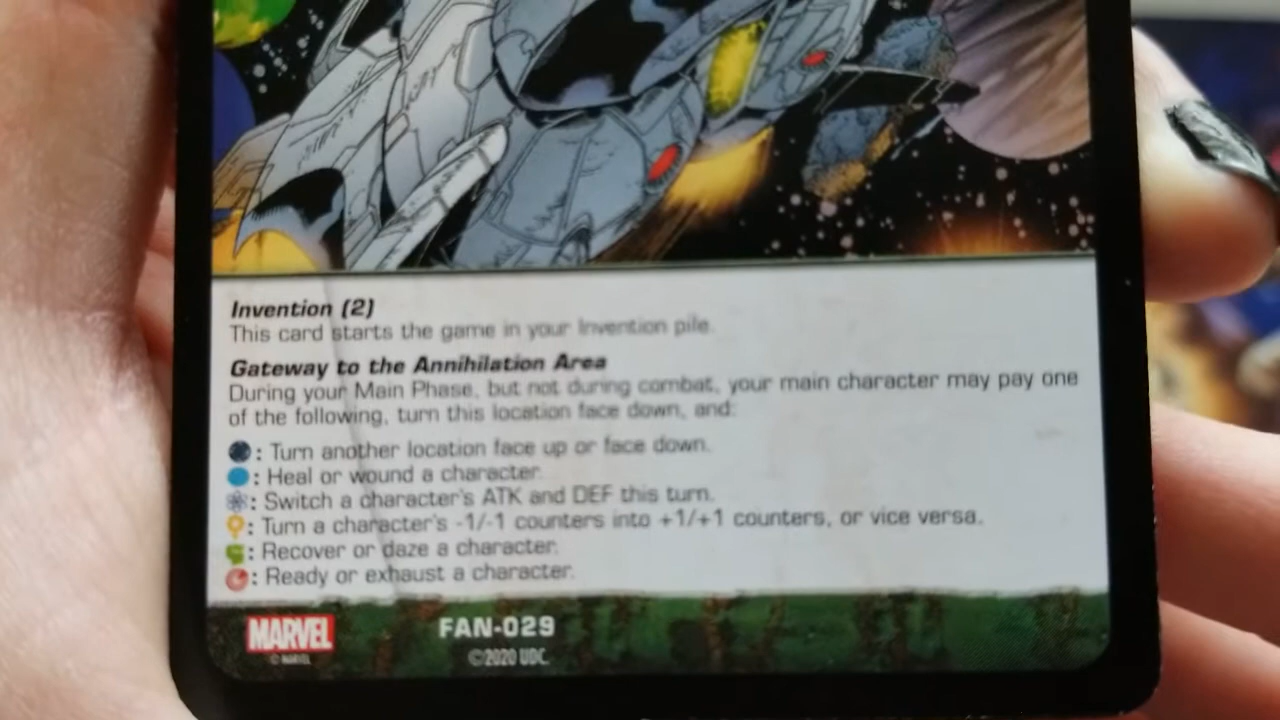 Invention (2)
This card starts the game in your Invention pile.
Gateway to the Annihilation Area
During your Main Phase, but not during combat, your main character may pay one
of the following, turn this location face down, and:
: Turn another location face up or face down.
: Heal or wound a character.
: Switch a character's ATK and DEF this turn.
: Turn a character's -1/-1 counters into +1/+1 counters, or vice versa.
: Recover or daze a character.
: Ready or exhaust a character.
MARVEL
© MARVEL
FAN-029
©2020 UDC.